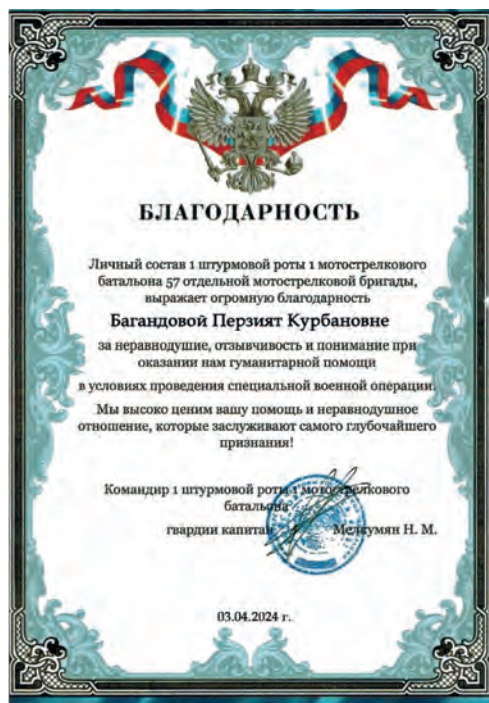 БЛАГОДАРНОСТЬ
Личный состав 1 штурмовой роты 1 мотострелкового
батальона 57 отдельной мотострелковой бригады,
выражает огромную благодарность
Багандовой Перзият Курбановне
за неравнодушие, отзывчивость и понимание при
оказании нам гуманитарной помощи
в условиях проведения специальной военной операции.
Мы высоко ценим вашу помощь и неравнодушное
отношение, которые заслуживают самого глубочайшего
признания!
Командир 1 штурмовой роты 1 мотострелкового
батальона
гвардии капитан Мелкумян Н. М.
03.04.2024 г.